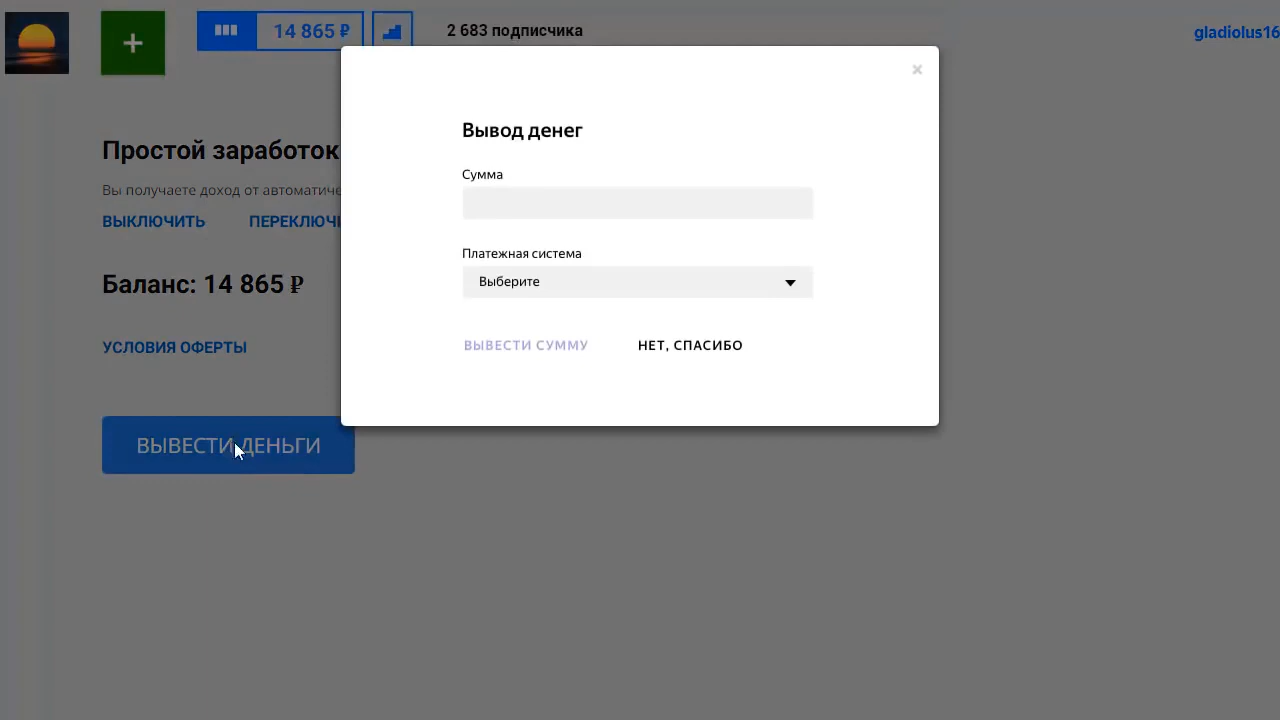 14 865 ₽
2 683 подписчика
gladiolus16
×
Вывод денег
Простой заработок
Сумма
Вы получаете доход от автоматиче
ВЫКЛЮЧИТЬ
Платежная система
Выберите
Баланс: 14 865 ₽
УСЛОВИЯ ОФЕРТЫ
ВЫВЕСТИ СУММУ
НЕТ, СПАСИБО
ВЫВЕСТИ ДЕНЬГИ